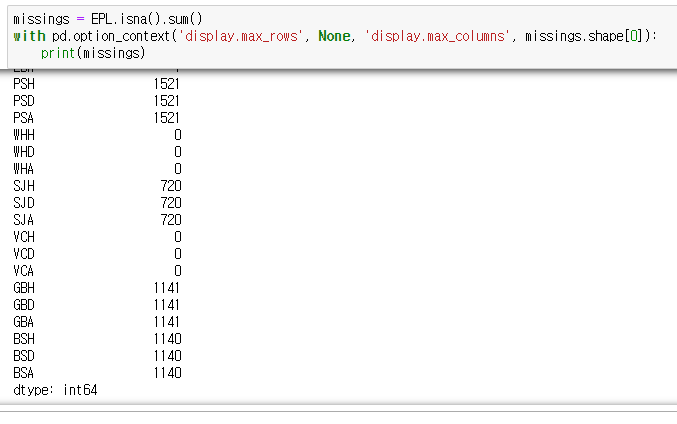 missings = EPL.isna().sum()
with pd.option_context('display.max_rows', None, 'display.max_columns', missings.shape[0]):
    print(missings)
PSH 1521
PSD 1521
PSA 1521
WHH 0
WHD 0
WHA 0
SJH 720
SJD 720
SJA 720
VCH 0
VCD 0
VCA 0
GBH 1141
GBD 1141
GBA 1141
BSH 1140
BSD 1140
BSA 1140
dtype: int64